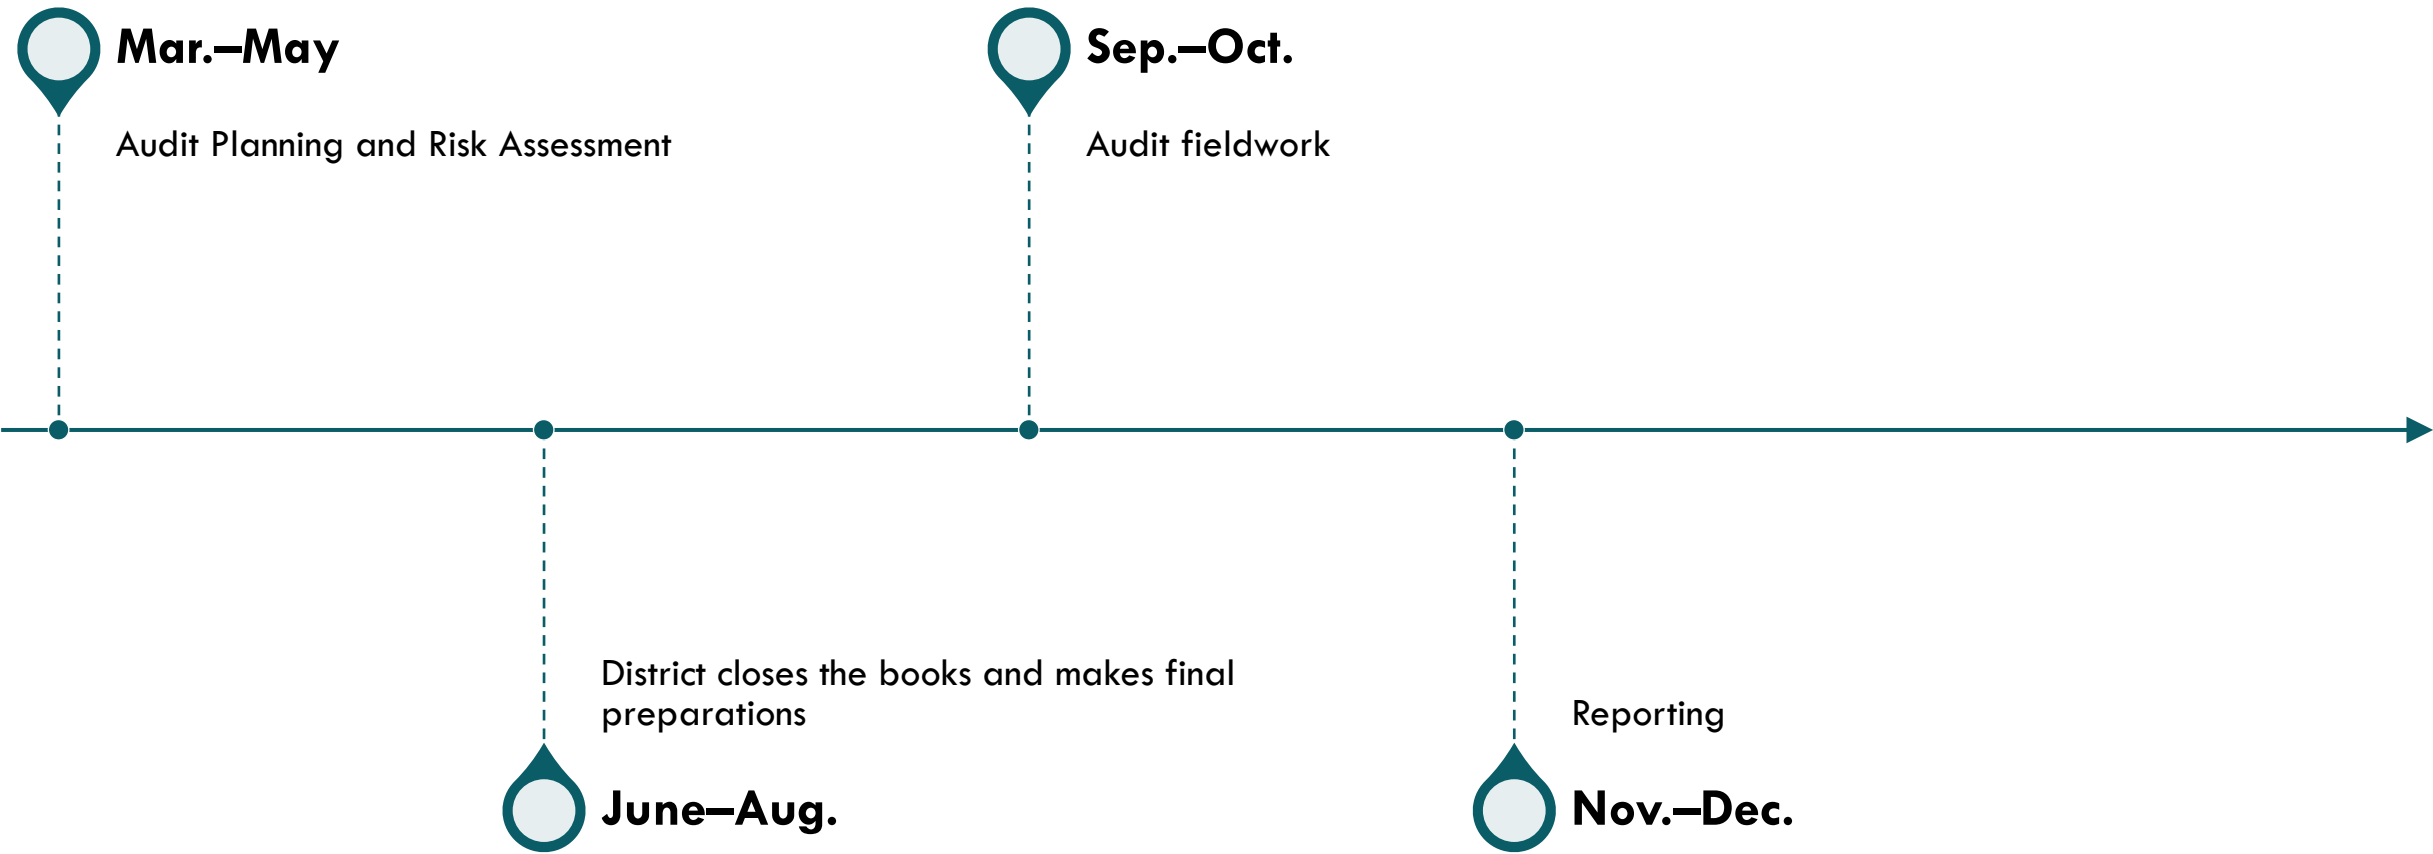 Mar.–May
Audit Planning and Risk Assessment
District closes the books and makes final
preparations
June–Aug.
Sep.–Oct.
Audit fieldwork
Reporting
Nov.–Dec.